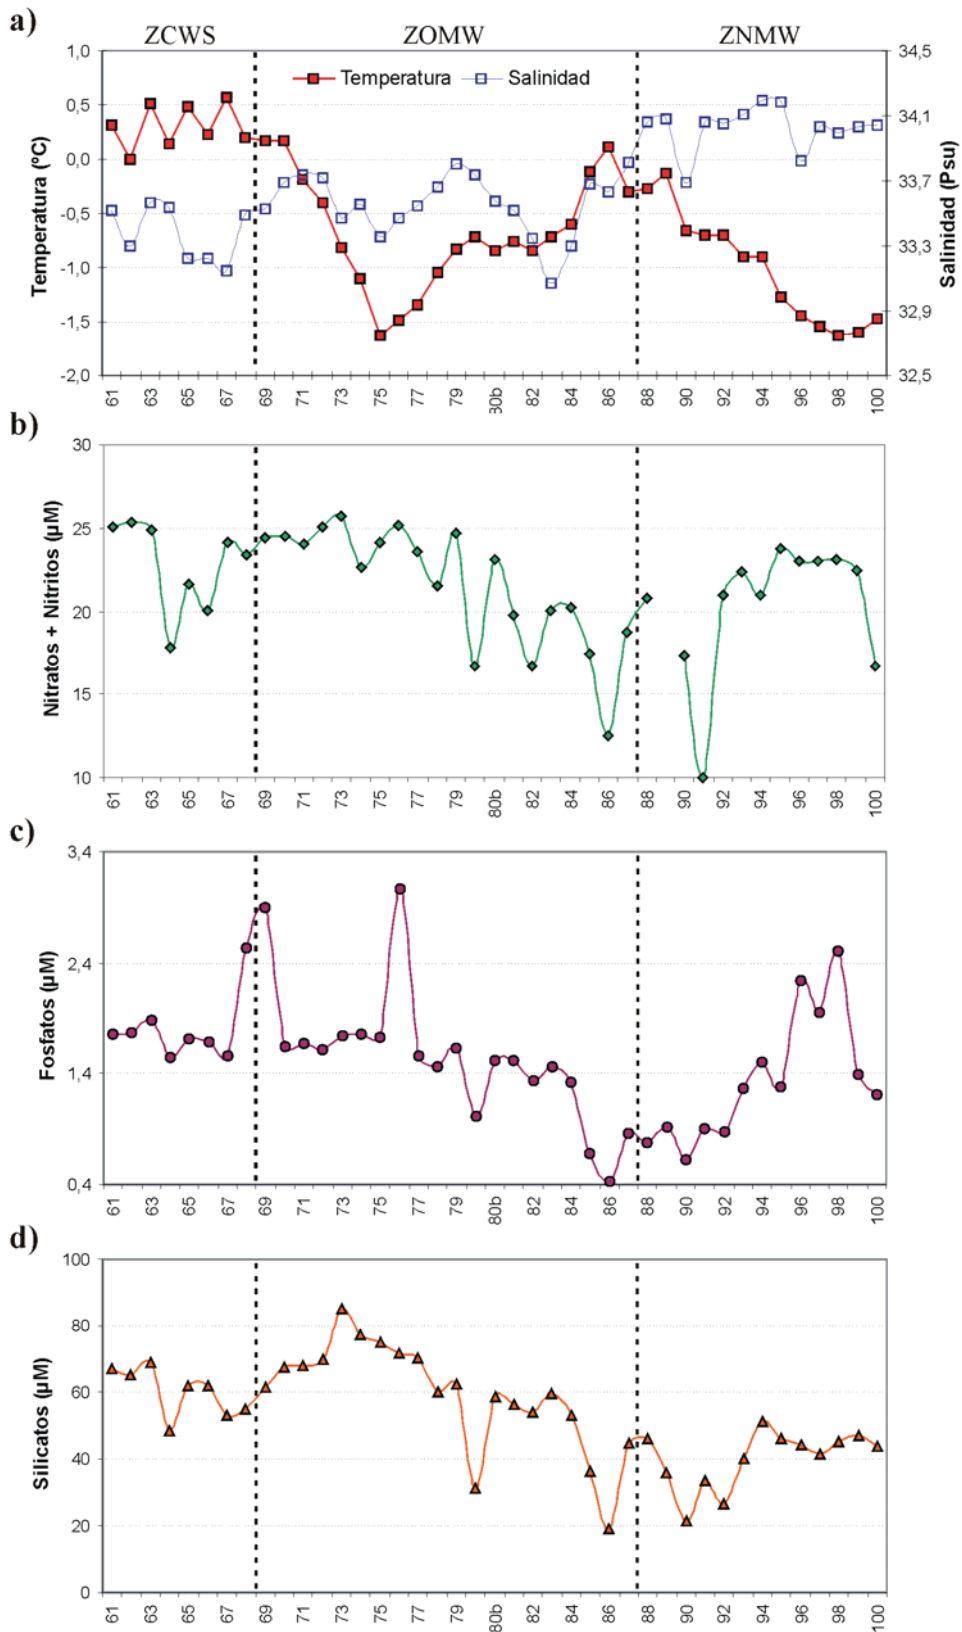 a)
ZCWS ZOMW ZNMW
Temperatura Salinidad
Temperatura (ºC)
1,0
0,5
0,0
-0,5
-1,0
-1,5
-2,0
Salinidad (Psu)
34,5
34,1
33,7
33,3
32,9
32,5
61 63 65 67 69 71 73 75 77 79 80b 82 84 86 88 90 92 94 96 98 100
b)
Nitratos + Nitritos (µM)
30
25
20
15
10
61 63 65 67 69 71 73 75 77 79 80b 82 84 86 88 90 92 94 96 98 100
c)
Fosfatos (µM)
3,4
2,4
1,4
0,4
61 63 65 67 69 71 73 75 77 79 80b 82 84 86 88 90 92 94 96 98 100
d)
Silicatos (µM)
100
80
60
40
20
0
61 63 65 67 69 71 73 75 77 79 80b 82 84 86 88 90 92 94 96 98 100